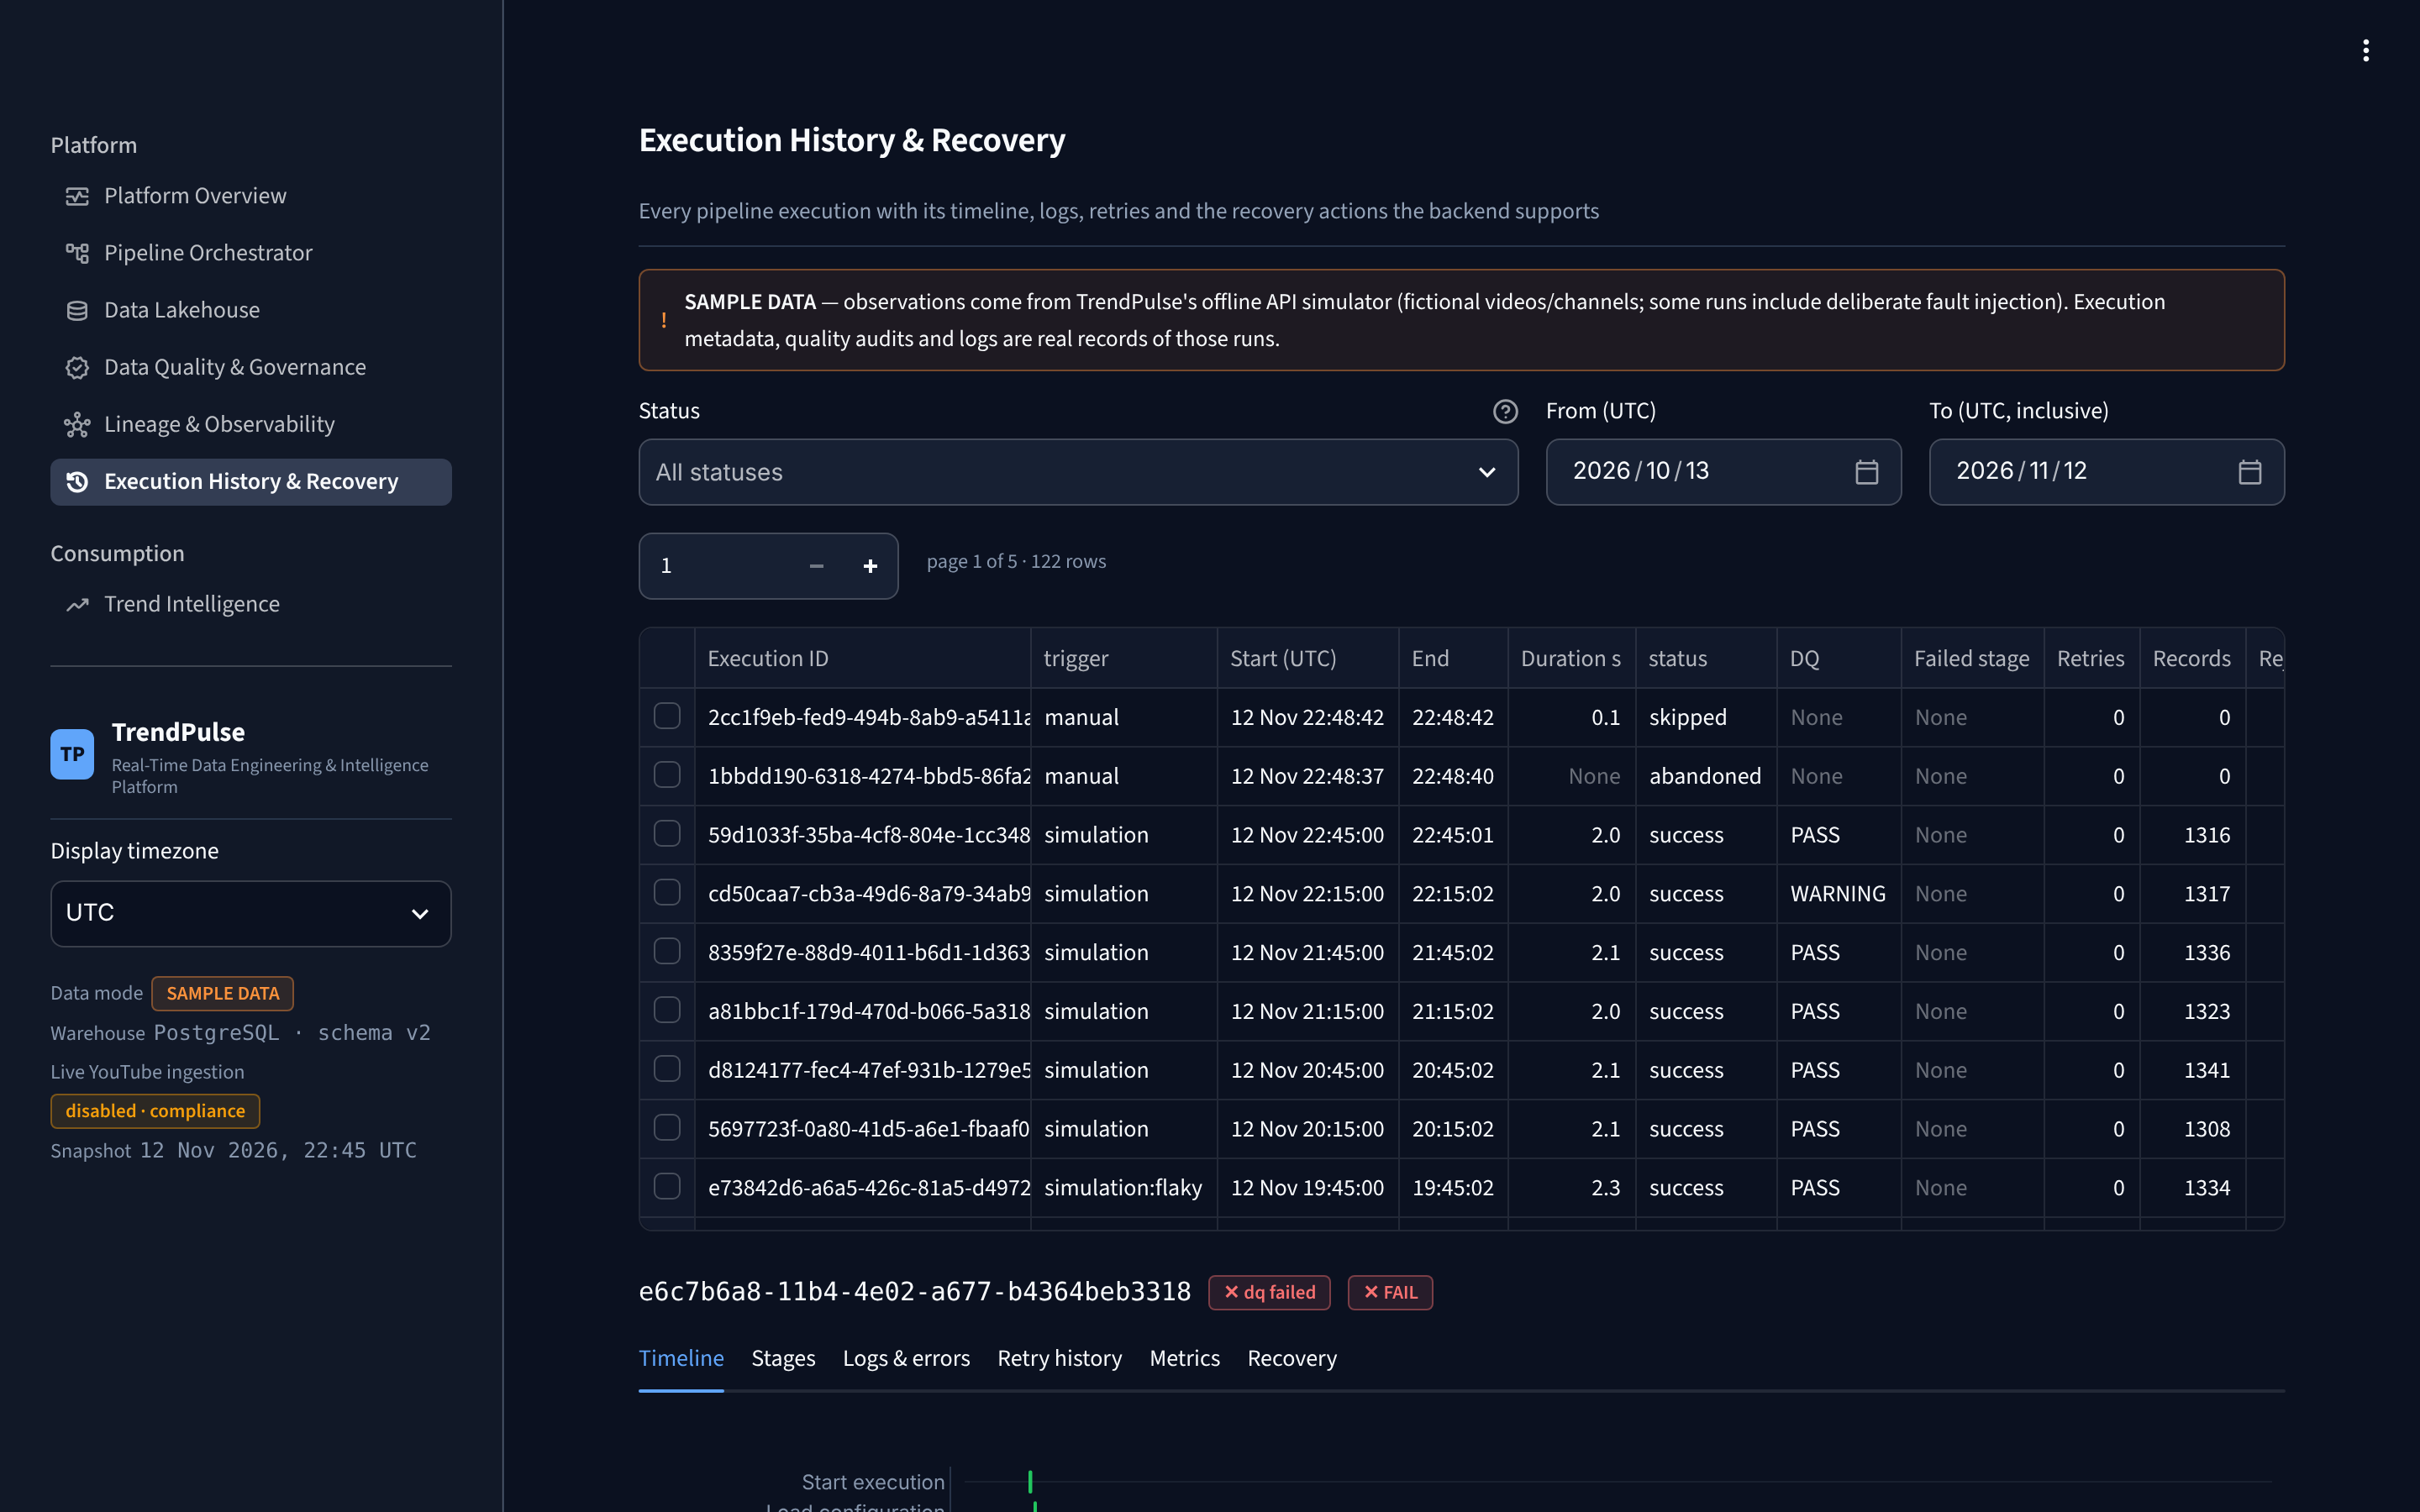 Platform
Platform Overview
Pipeline Orchestrator
Data Lakehouse
Data Quality & Governance
Lineage & Observability
Execution History & Recovery
Consumption
Trend Intelligence
TP
TrendPulse
Real-Time Data Engineering & Intelligence
Platform
Display timezone
UTC
Data mode SAMPLE DATA
Warehouse PostgreSQL · schema v2
Live YouTube ingestion
disabled · compliance
Snapshot 12 Nov 2026, 22:45 UTC
Execution History & Recovery
Every pipeline execution with its timeline, logs, retries and the recovery actions the backend supports
! SAMPLE DATA — observations come from TrendPulse's offline API simulator (fictional videos/channels; some runs include deliberate fault injection). Execution
metadata, quality audits and logs are real records of those runs.
Status From (UTC) To (UTC, inclusive)
All statuses 2026/10/13 2026/11/12
1 − + page 1 of 5 · 122 rows
Execution ID trigger Start (UTC) End Duration s status DQ Failed stage Retries Records
2cc1f9eb-fed9-494b-8ab9-a5411a manual 12 Nov 22:48:42 22:48:42 0.1 skipped None None 0 0
1bbdd190-6318-4274-bbd5-86fa2 manual 12 Nov 22:48:37 22:48:40 None abandoned None None 0 0
59d1033f-35ba-4cf8-804e-1cc348 simulation 12 Nov 22:45:00 22:45:01 2.0 success PASS None 0 1316
cd50caa7-cb3a-49d6-8a79-34ab9 simulation 12 Nov 22:15:00 22:15:02 2.0 success WARNING None 0 1317
8359f27e-88d9-4011-b6d1-1d363 simulation 12 Nov 21:45:00 21:45:02 2.1 success PASS None 0 1336
a81bbc1f-179d-470d-b066-5a318 simulation 12 Nov 21:15:00 21:15:02 2.0 success PASS None 0 1323
d8124177-fec4-47ef-931b-1279e5 simulation 12 Nov 20:45:00 20:45:02 2.1 success PASS None 0 1341
5697723f-0a80-41d5-a6e1-fbaaf0 simulation 12 Nov 20:15:00 20:15:02 2.1 success PASS None 0 1308
e73842d6-a6a5-426c-81a5-d4972 simulation:flaky 12 Nov 19:45:00 19:45:02 2.3 success PASS None 0 1334
e6c7b6a8-11b4-4e02-a677-b4364beb3318 ✕ dq failed ✕ FAIL
Timeline Stages Logs & errors Retry history Metrics Recovery
Start execution
Load configuration